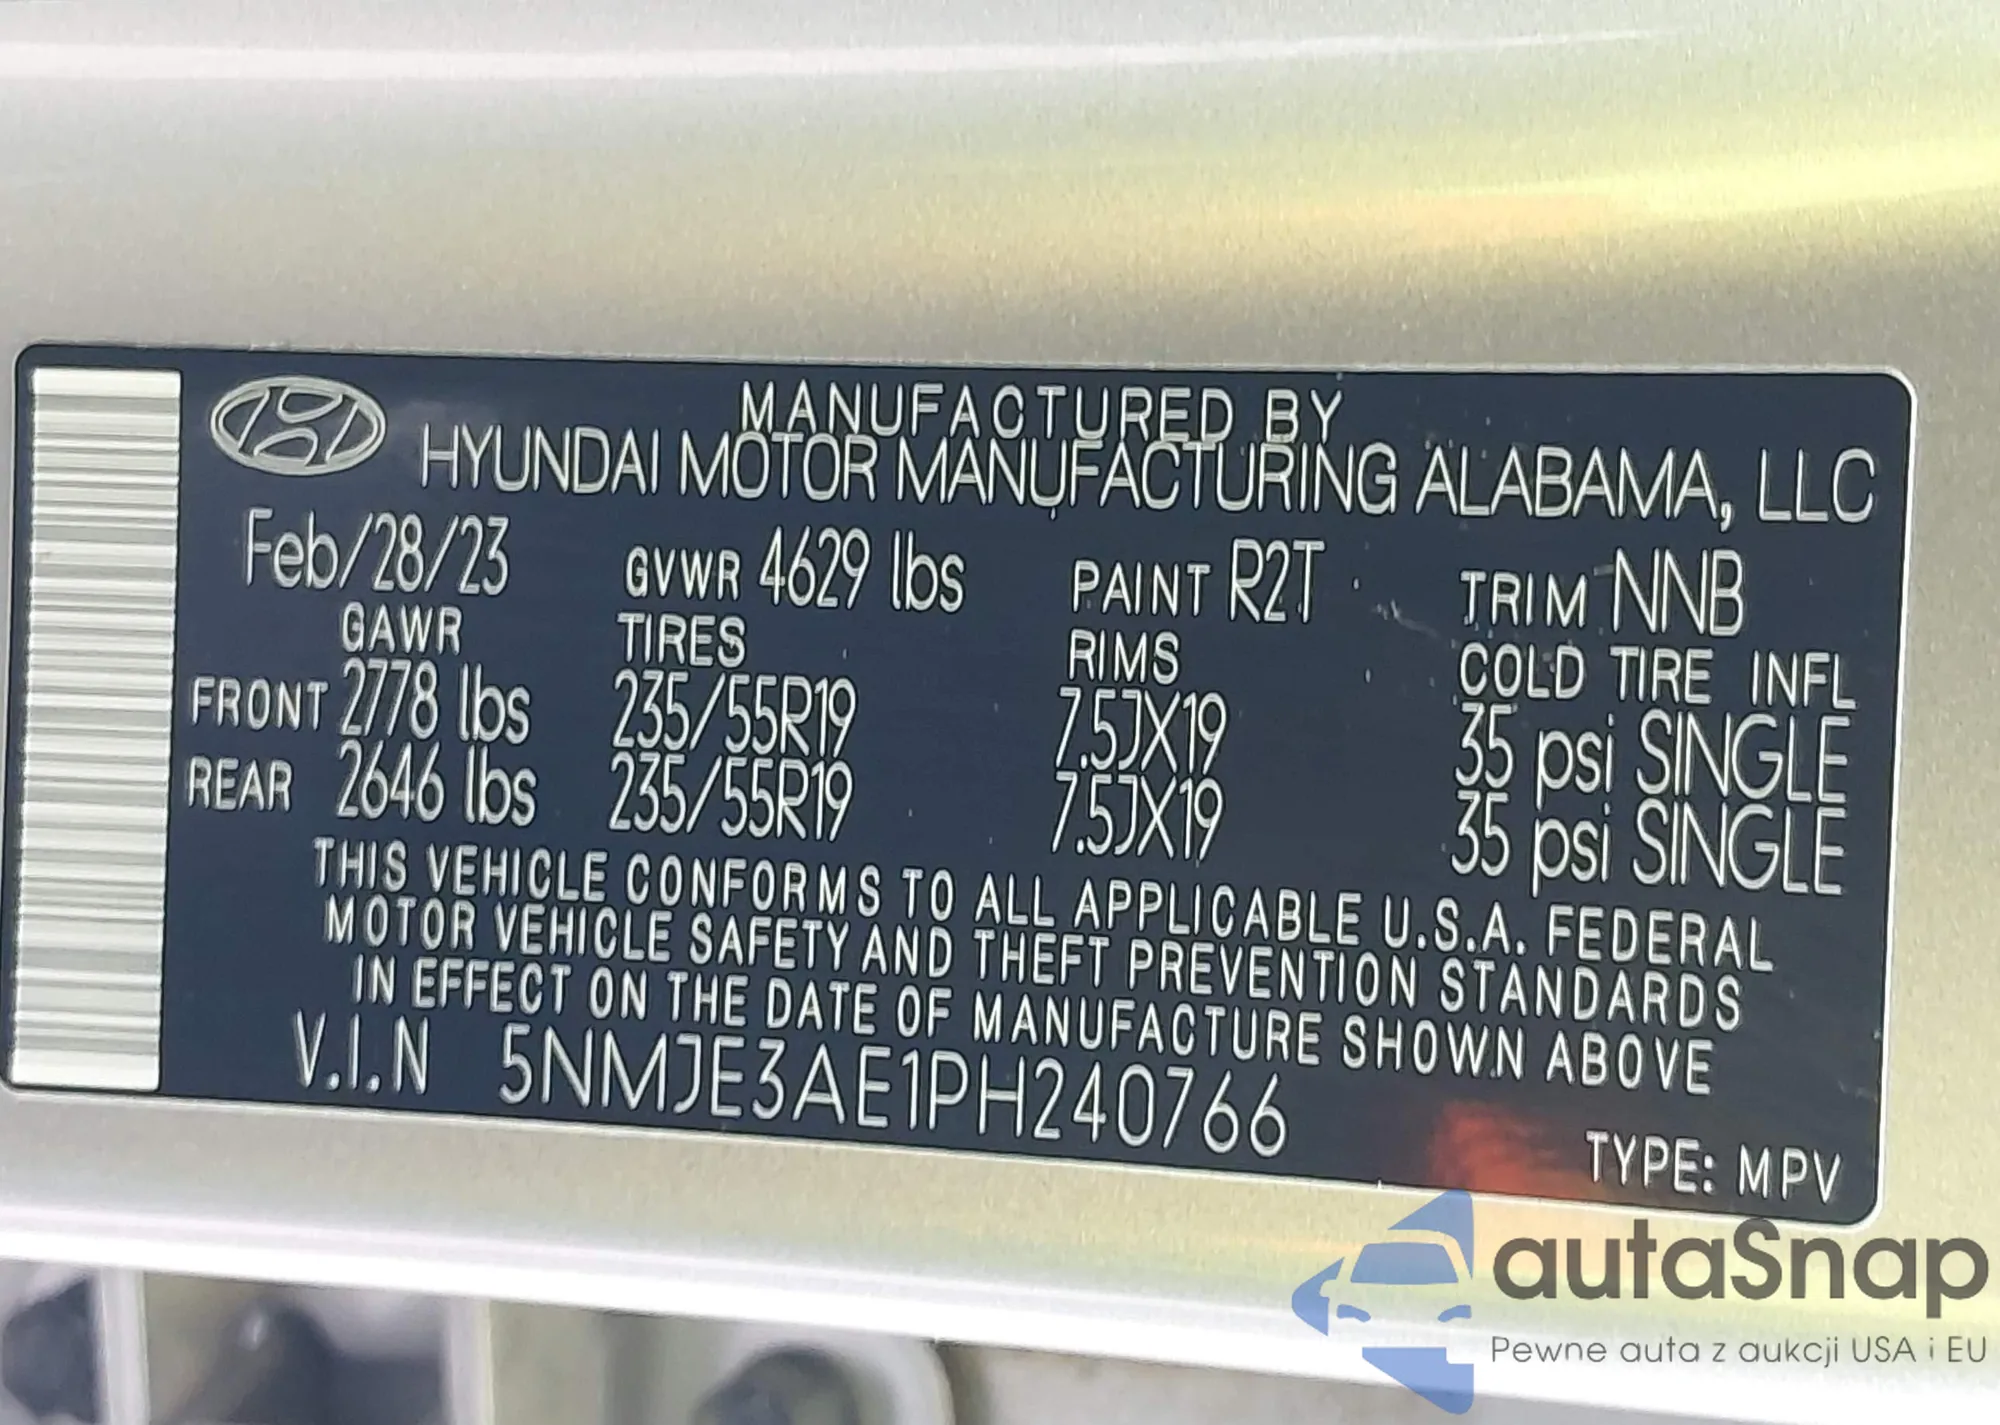 MANUFACTURED BY
HYUNDAI MOTOR MANUFACTURING ALABAMA, LLC
Feb/28/23 GVWR 4629 lbs PAINT R2T TRIM NNB
GAWR TIRES RIMS COLD TIRE INFL
FRONT 2778 lbs 235/55R19 7.5JX19 35 psi SINGLE
REAR 2646 lbs 235/55R19 7.5JX19 35 psi SINGLE
THIS VEHICLE CONFORMS TO ALL APPLICABLE U.S.A. FEDERAL
MOTOR VEHICLE SAFETY AND THEFT PREVENTION STANDARDS
IN EFFECT ON THE DATE OF MANUFACTURE SHOWN ABOVE
V.I.N 5NMJE3AE1PH240766
TYPE: MPV
autaSnap
Pewne auta z aukcji USA i EU